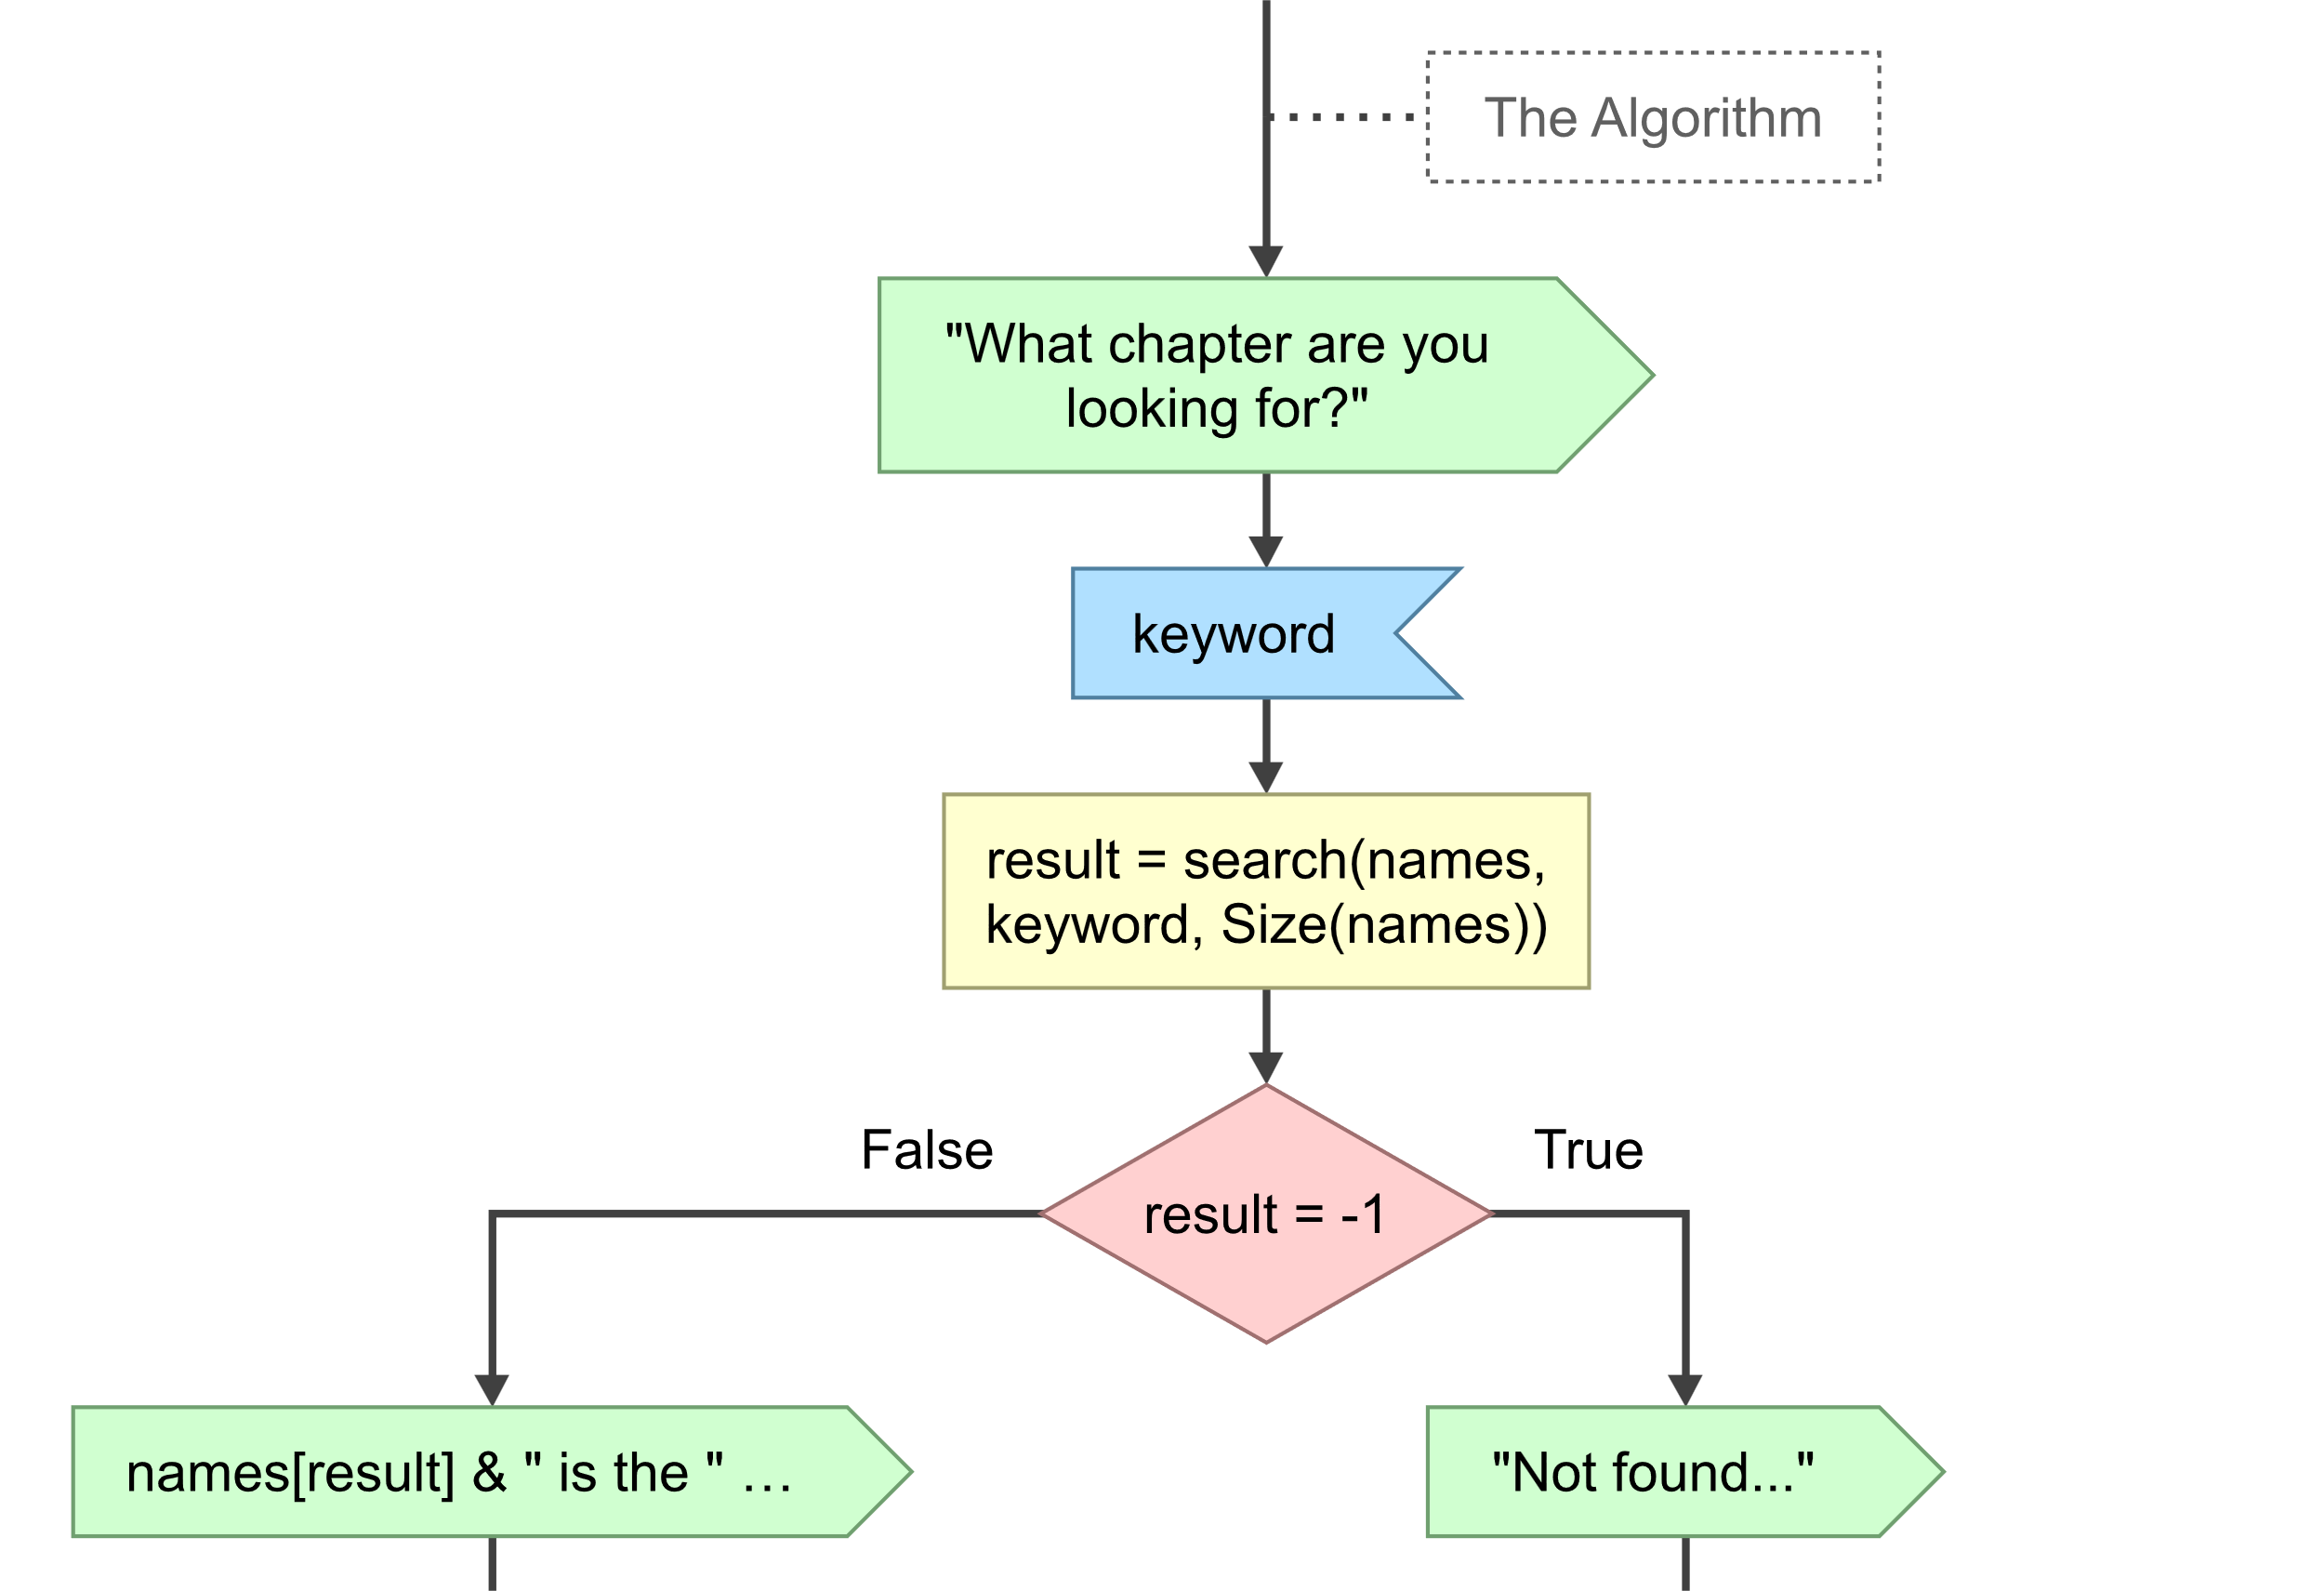 The Algorithm
"What chapter are you
looking for?"
keyword
result = search(names,
keyword, Size(names))
False
True
result = -1
names[result] & " is the " ...
"Not found..."